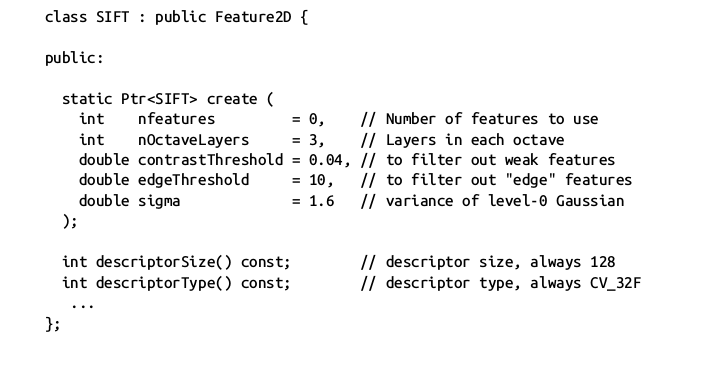 class SIFT : public Feature2D {
public:
static Ptr<SIFT> create (
int    nfeatures         = 0,    // Number of features to use
int    nOctaveLayers     = 3,    // Layers in each octave
double contrastThreshold = 0.04, // to filter out weak features
double edgeThreshold     = 10,   // to filter out "edge" features
double sigma             = 1.6   // variance of level-0 Gaussian
);
int descriptorSize() const;        // descriptor size, always 128
int descriptorType() const;        // descriptor type, always CV_32F
...
};